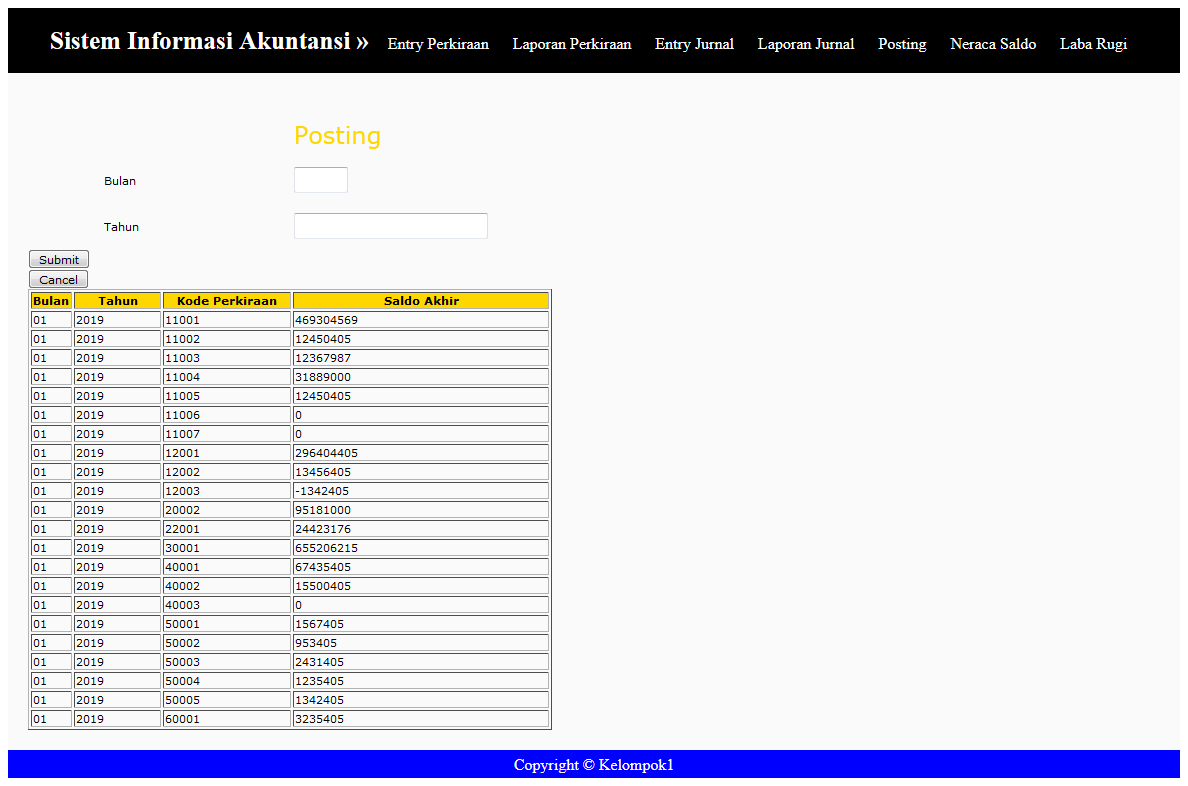 Sistem Informasi Akuntansi » Entry Perkiraan Laporan Perkiraan Entry Jurnal Laporan Jurnal Posting Neraca Saldo Laba Rugi
Posting
Bulan
Tahun
Submit
Cancel
Bulan Tahun Kode Perkiraan Saldo Akhir
01 2019 11001 469304569
01 2019 11002 12450405
01 2019 11003 12367987
01 2019 11004 31889000
01 2019 11005 12450405
01 2019 11006 0
01 2019 11007 0
01 2019 12001 296404405
01 2019 12002 13456405
01 2019 12003 -1342405
01 2019 20002 95181000
01 2019 22001 24423176
01 2019 30001 655206215
01 2019 40001 67435405
01 2019 40002 15500405
01 2019 40003 0
01 2019 50001 1567405
01 2019 50002 953405
01 2019 50003 2431405
01 2019 50004 1235405
01 2019 50005 1342405
01 2019 60001 3235405
Copyright © Kelompok1